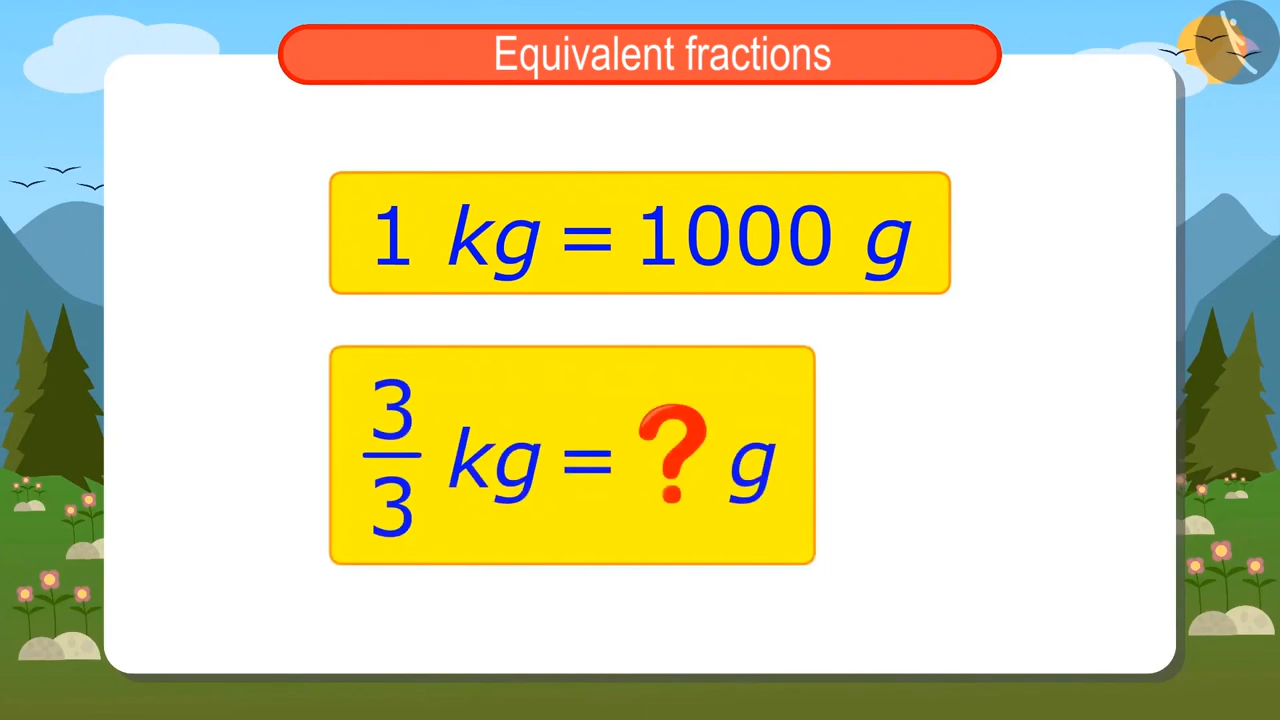 Equivalent fractions
1 kg = 1000 g
3/3 kg = ? g